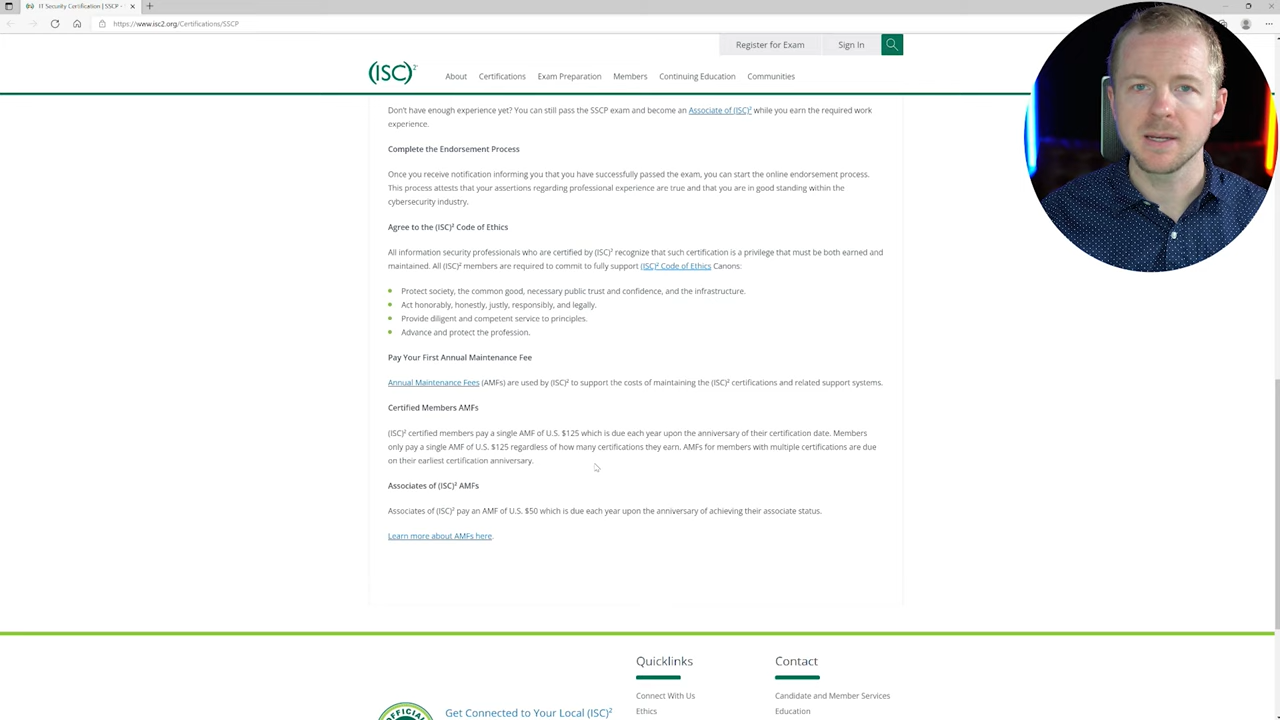 IT Security Certification | SSCP -
https://www.isc2.org/Certifications/SSCP
Register for Exam
Sign In
(ISC)²
About
Certifications
Exam Preparation
Members
Continuing Education
Communities
Don't have enough experience yet? You can still pass the SSCP exam and become an Associate of (ISC)² while you earn the required work
experience.
Complete the Endorsement Process
Once you receive notification informing you that you have successfully passed the exam, you can start the online endorsement process.
This process attests that your assertions regarding professional experience are true and that you are in good standing within the
cybersecurity industry.
Agree to the (ISC)² Code of Ethics
All information security professionals who are certified by (ISC)² recognize that such certification is a privilege that must be both earned and
maintained. All (ISC)² members are required to commit to fully support (ISC)² Code of Ethics Canons:
Protect society, the common good, necessary public trust and confidence, and the infrastructure.
Act honorably, honestly, justly, responsibly, and legally.
Provide diligent and competent service to principles.
Advance and protect the profession.
Pay Your First Annual Maintenance Fee
Annual Maintenance Fees (AMFs) are used by (ISC)² to support the costs of maintaining the (ISC)² certifications and related support systems.
Certified Members AMFs
(ISC)² certified members pay a single AMF of U.S. $125 which is due each year upon the anniversary of their certification date. Members
only pay a single AMF of U.S. $125 regardless of how many certifications they earn. AMFs for members with multiple certifications are due
on their earliest certification anniversary.
Associates of (ISC)² AMFs
Associates of (ISC)² pay an AMF of U.S. $50 which is due each year upon the anniversary of achieving their associate status.
Learn more about AMFs here.
Quicklinks
Contact
Connect With Us
Candidate and Member Services
OFFICIAL
Get Connected to Your Local (ISC)²
Ethics
Education